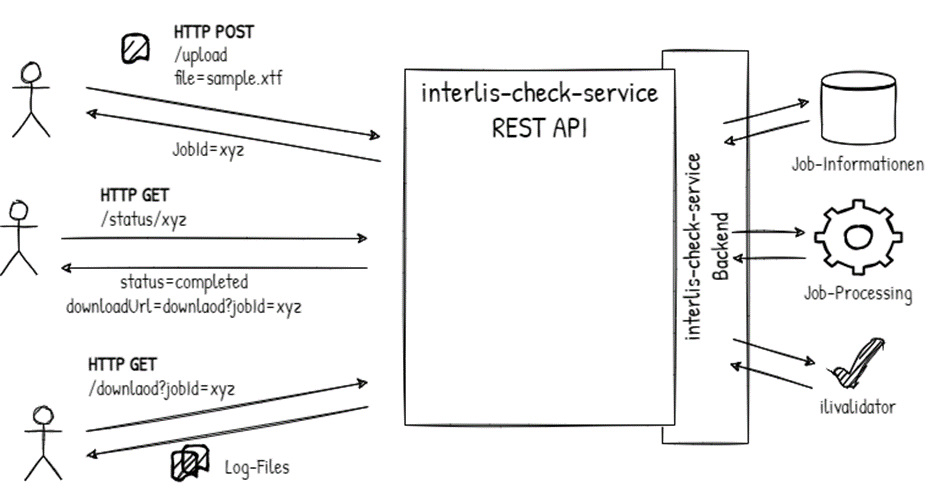 HTTP POST
/upload
file=sample.xtf
JobId=xyz
HTTP GET
/status/xyz
status=completed
downloadUrl=downlaod?jobId=xyz
HTTP GET
/downlaod?jobId=xyz
Log-Files
interlis-check-service
REST API
interlis-check-service
Backend
Job-Informationen
Job-Processing
ilivalidator